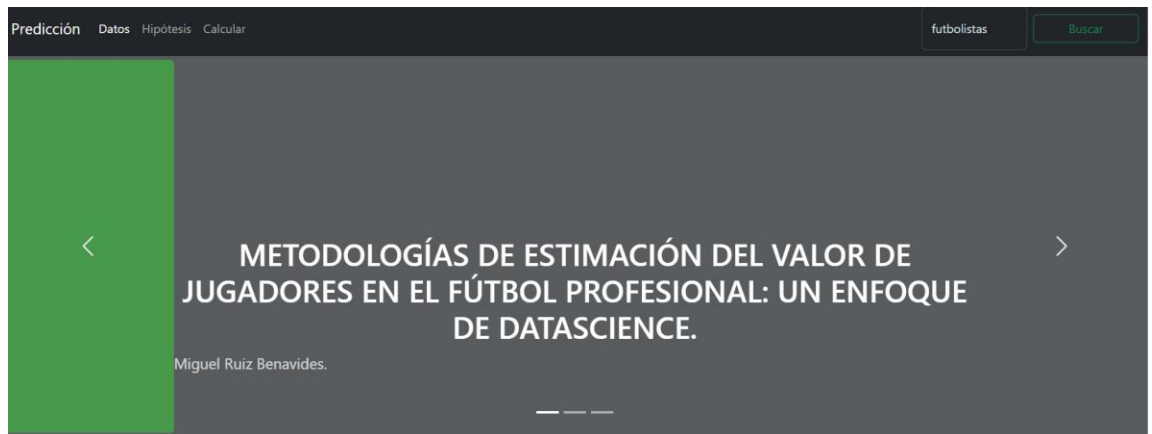 Predicción Datos Hipótesis Calcular futbolistas Buscar
METODOLOGÍAS DE ESTIMACIÓN DEL VALOR DE
JUGADORES EN EL FÚTBOL PROFESIONAL: UN ENFOQUE
DE DATASCIENCE.
Miguel Ruiz Benavides.